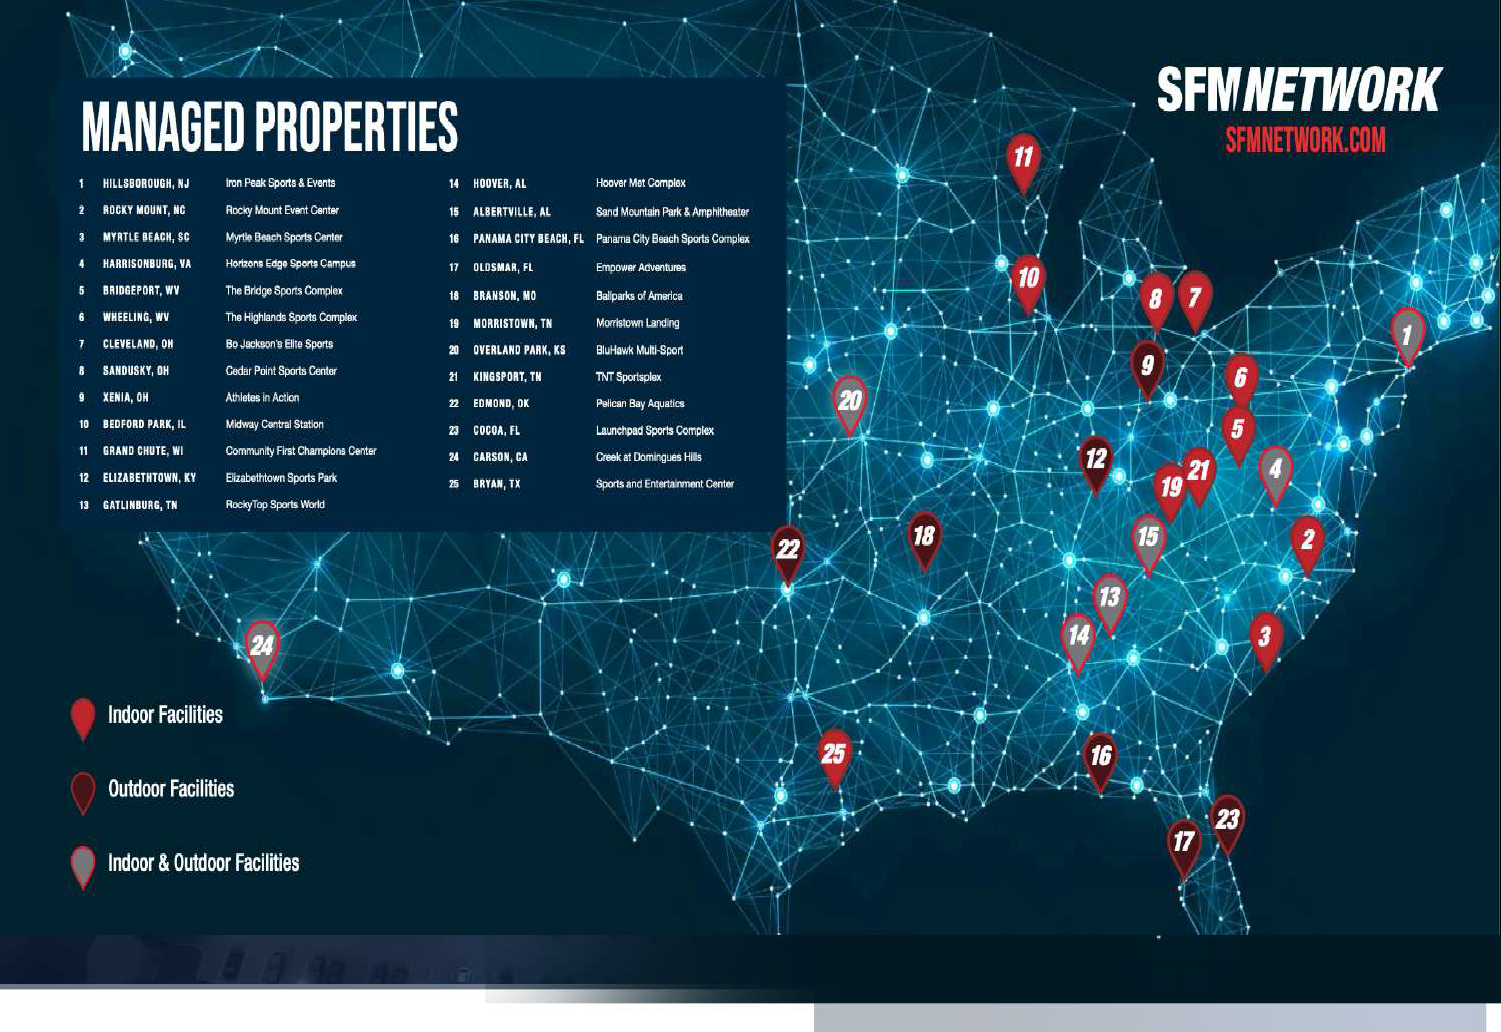 SFMNETWORK
SFMNETWORK.COM
MANAGED PROPERTIES
1 HILLSBOROUGH, NJ Iron Peak Sports & Events
2 ROCKY MOUNT, NC Rocky Mount Event Center
3 MYRTLE BEACH, SC Myrtle Beach Sports Center
4 HARRISONBURG, VA Horizons Edge Sports Campus
5 BRIDGEPORT, WV The Bridge Sports Complex
6 WHEELING, WV The Highlands Sports Complex
7 CLEVELAND, OH Bo Jackson's Elite Sports
8 SANDUSKY, OH Cedar Point Sports Center
9 XENIA, OH Athletes in Action
10 BEDFORD PARK, IL Midway Central Station
11 GRAND CHUTE, WI Community First Champions Center
12 ELIZABETHTOWN, KY Elizabethtown Sports Park
13 GATLINBURG, TN RockyTop Sports World
14 HOOVER, AL Hoover Met Complex
15 ALBERTVILLE, AL Sand Mountain Park & Amphitheater
16 PANAMA CITY BEACH, FL Panama City Beach Sports Complex
17 OLDSMAR, FL Empower Adventures
18 BRANSON, MO Ballparks of America
19 MORRISTOWN, TN Morristown Landing
20 OVERLAND PARK, KS BluHawk Multi-Sport
21 KINGSPORT, TN TNT Sportsplex
22 EDMOND, OK Pelican Bay Aquatics
23 COCOA, FL Launchpad Sports Complex
24 CARSON, CA Creek at Domingues Hills
25 BRYAN, TX Sports and Entertainment Center
11
10
8
7
1
9
6
20
5
12
4
21
19
18
15
2
22
13
14
3
24
25
16
23
17
Indoor Facilities
Outdoor Facilities
Indoor & Outdoor Facilities